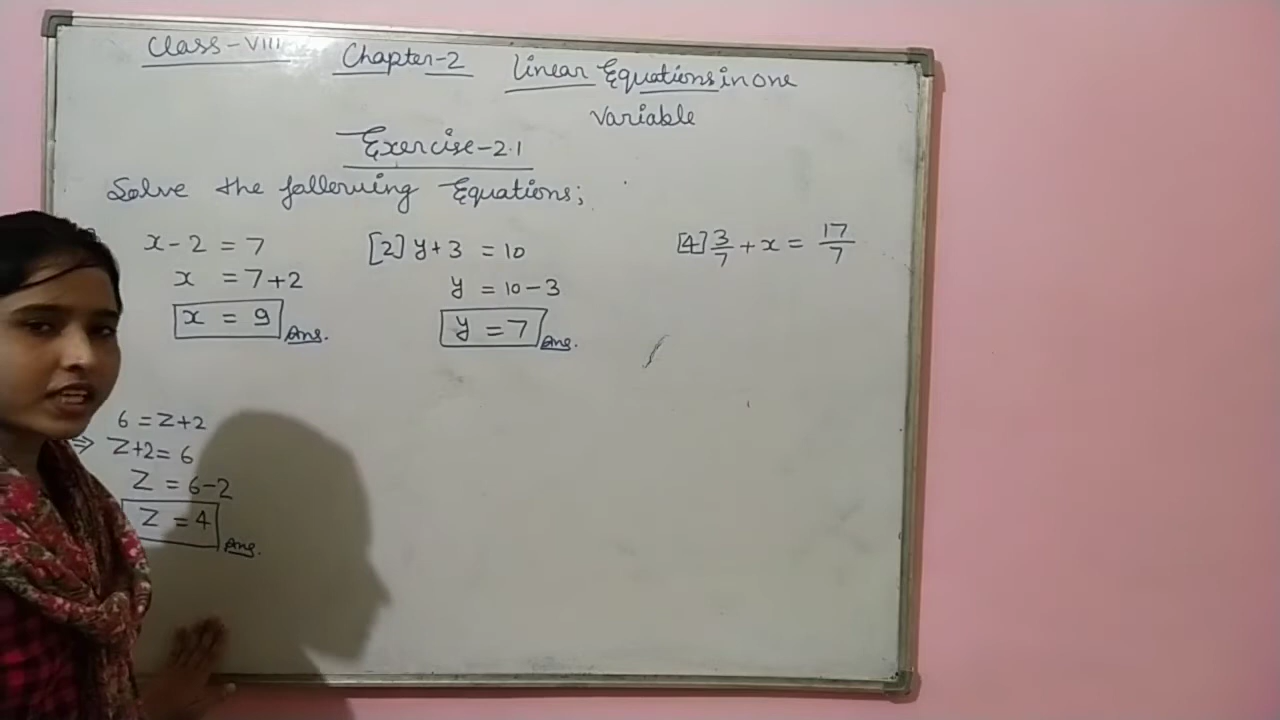 Class-VIII Chapter-2 Linear Equations in one
Variable
Exercise-2.1
Solve the following Equations;
x - 2 = 7
x = 7+2
x = 9 Ans.
[2] y+3 = 10
y = 10-3
y = 7 Ans.
[4] 3/7 + x = 17/7
6 = z+2
⇒ z+2 = 6
z = 6-2
z = 4 Ans.